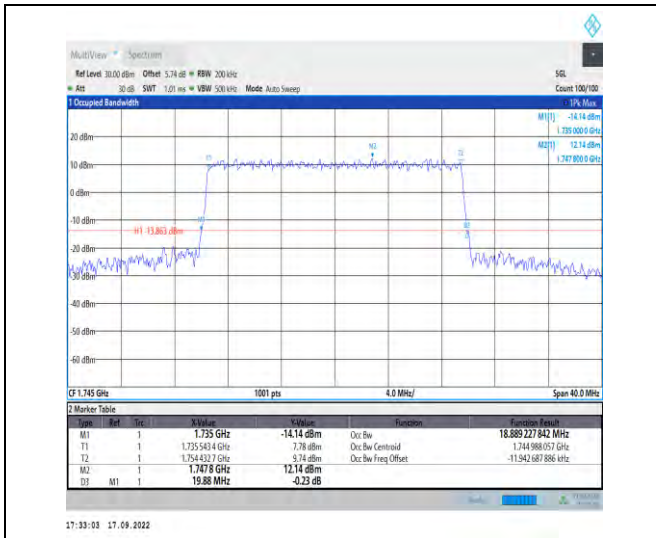 MultiView Spectrum
Ref Level 30.00 dBm Offset 5.74 dB RBW 200 kHz SGL
Att 30 dB SWT 1.01 ms VBW 500 kHz Mode Auto Sweep Count 100/100
1 Occupied Bandwidth 1Pk Max
M1[1] -14.14 dBm
1.735 000 0 GHz
M2[1] 12.14 dBm
1.747 800 0 GHz
20 dBm
M2
10 dBm
0 dBm
-10 dBm
H1 -13.863 dBm
-20 dBm
-30 dBm
-40 dBm
-50 dBm
-60 dBm
CF 1.745 GHz 1001 pts 4.0 MHz/ Span 40.0 MHz
2 Marker Table
Type Ref Trc X-Value Y-Value Function Function Result
M1 1 1.735 GHz -14.14 dBm Occ Bw 18.889 227 842 MHz
T1 1 1.735 543 4 GHz 7.78 dBm Occ Bw Centroid 1.744 988 057 GHz
T2 1 1.754 432 7 GHz 9.74 dBm Occ Bw Freq Offset -11.942 687 886 kHz
M2 1 1.747 8 GHz 12.14 dBm
D3 M1 1 19.88 MHz -0.23 dB
17:33:03 17.09.2022